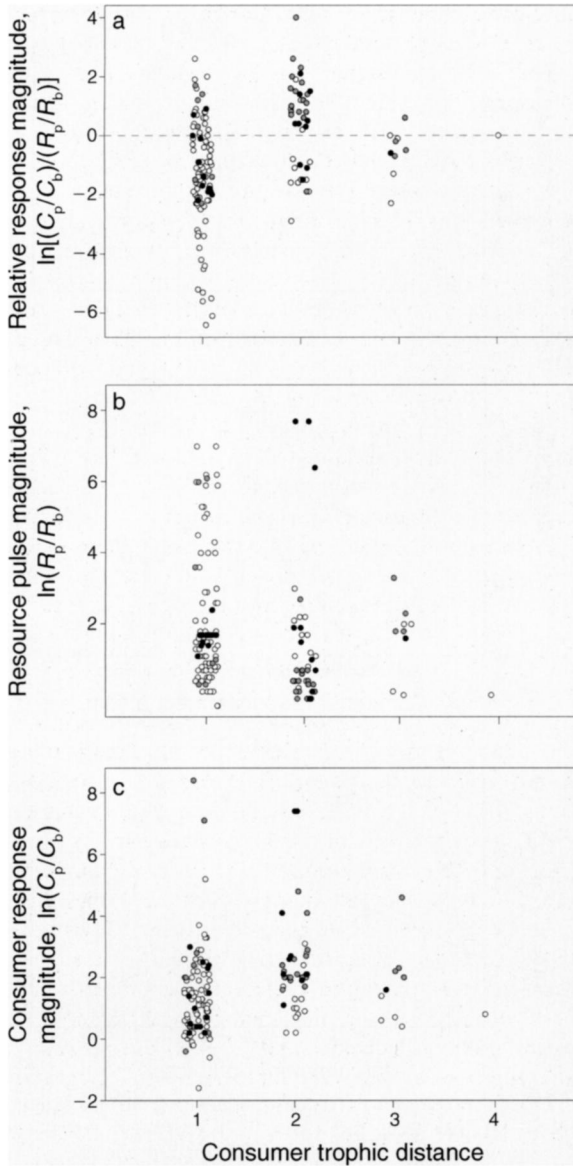 Relative response magnitude,
ln[(Cp/Cb)/(Rp/Rb)]
a
4
2
0
−2
−4
−6
Resource pulse magnitude,
ln(Rp/Rb)
b
8
6
4
2
Consumer response
magnitude, ln(Cp/Cb)
c
8
6
4
2
0
−2
1 2 3 4
Consumer trophic distance